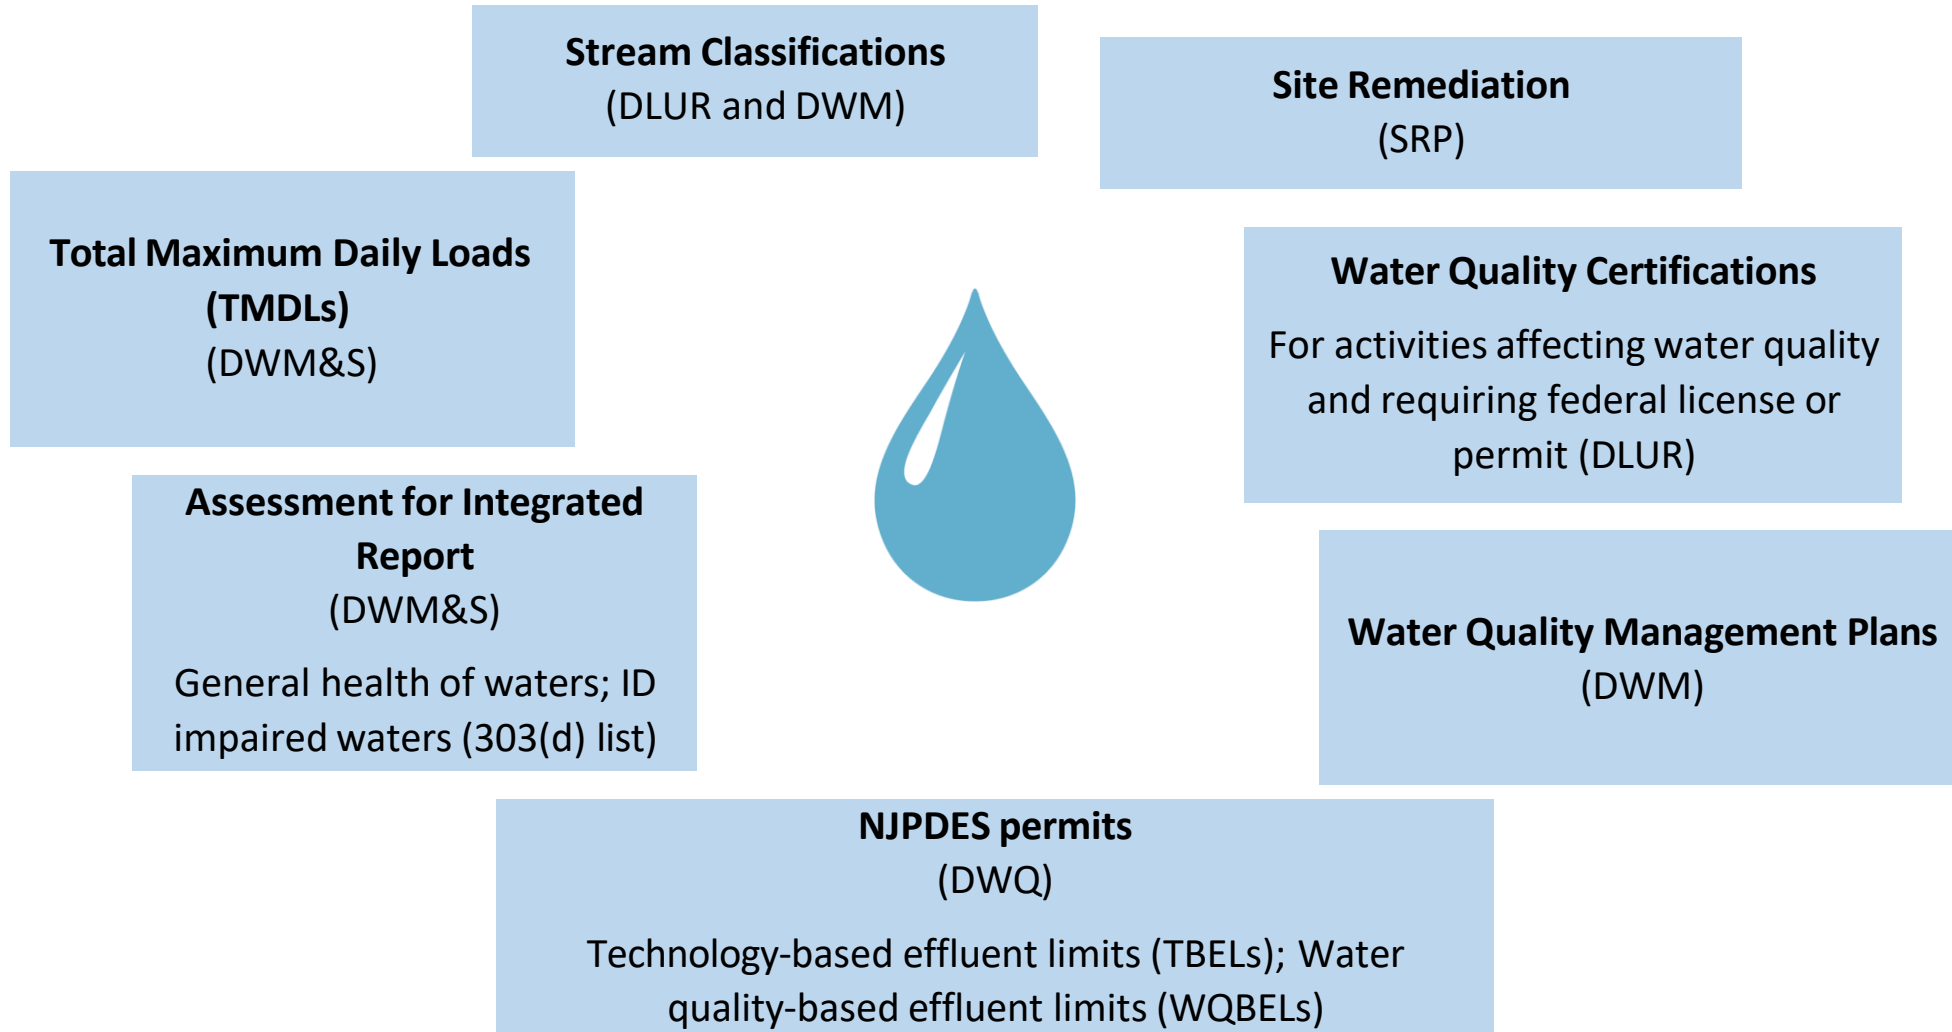 Stream Classifications
(DLUR and DWM)
Site Remediation
(SRP)
Total Maximum Daily Loads
(TMDLs)
(DWM&S)
Water Quality Certifications
For activities affecting water quality
and requiring federal license or
permit (DLUR)
Assessment for Integrated
Report
(DWM&S)
General health of waters; ID
impaired waters (303(d) list)
Water Quality Management Plans
(DWM)
NJPDES permits
(DWQ)
Technology-based effluent limits (TBELs); Water
quality-based effluent limits (WQBELs)